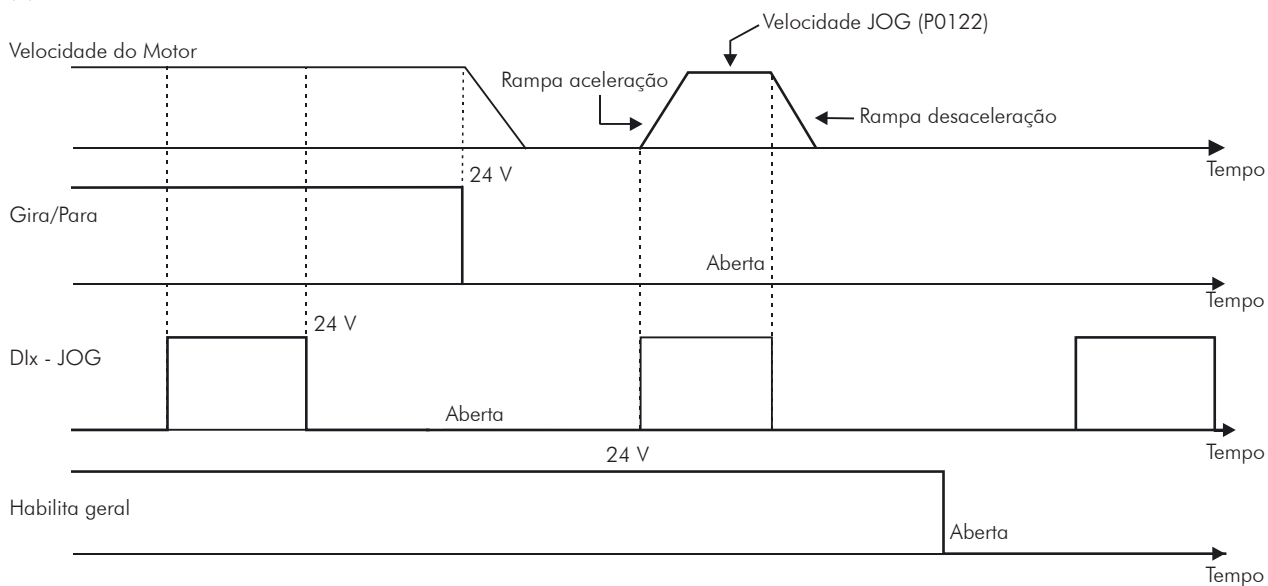 Velocidade JOG (P0122)
Velocidade do Motor
Rampa aceleração
Rampa desaceleração
Tempo
24 V
Gira/Para
Aberta
Tempo
24 V
DIx - JOG
Aberta
Tempo
24 V
Habilita geral
Aberta
Tempo